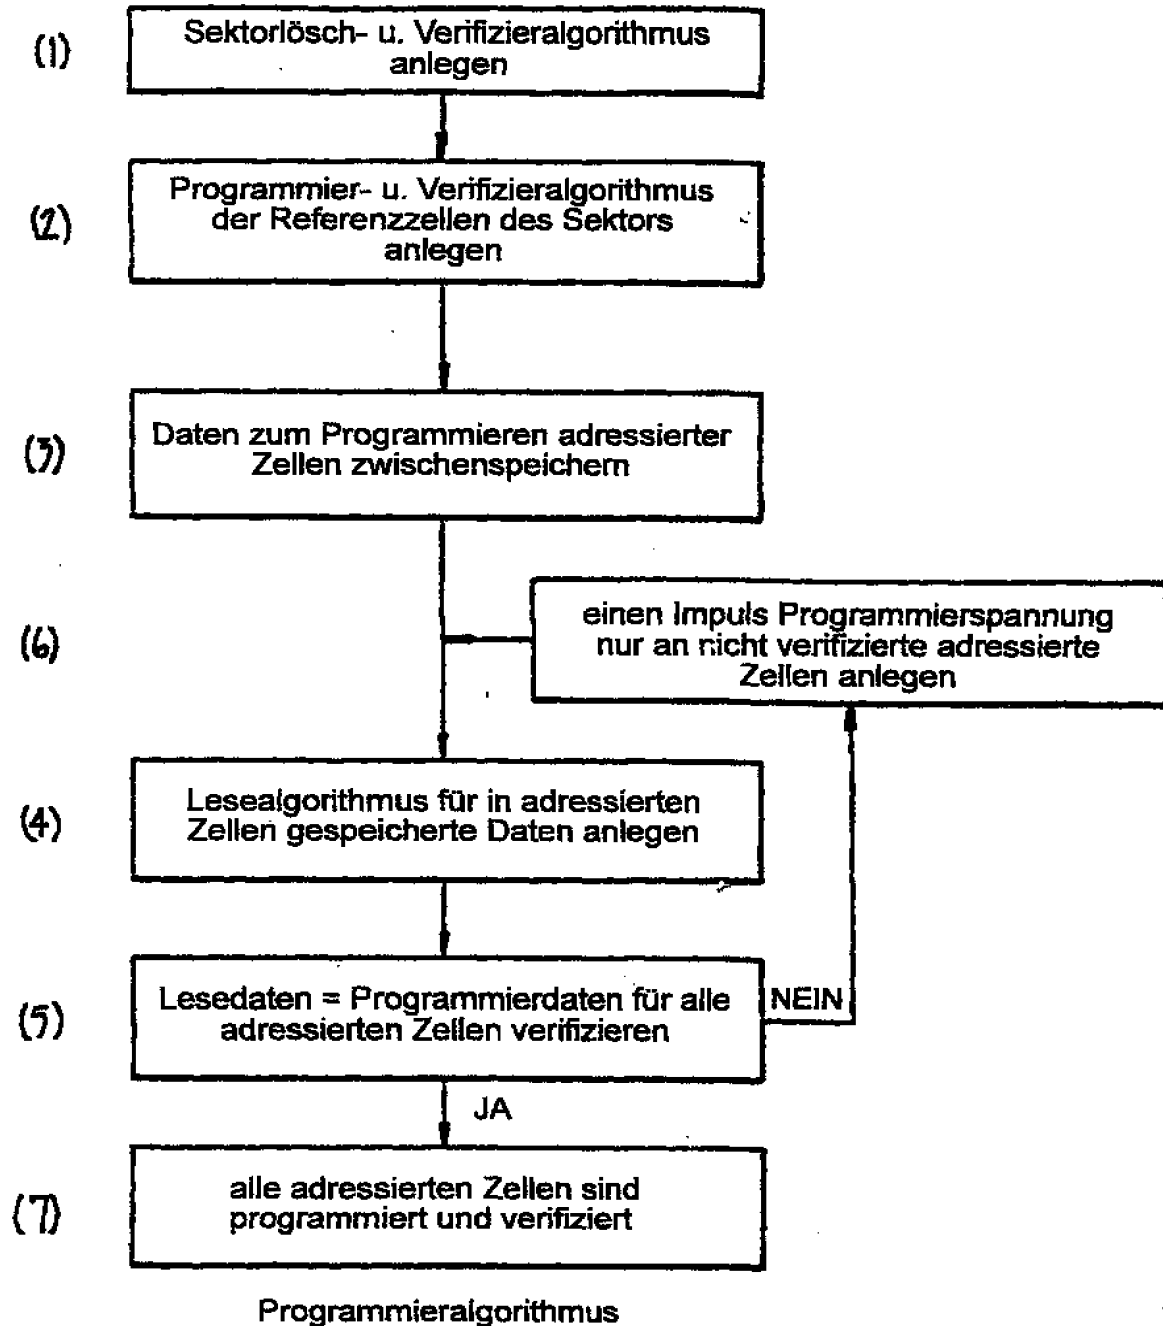 (1)
Sektorlösch- u. Verifizieralgorithmus
anlegen
(2)
Programmier- u. Verifizieralgorithmus
der Referenzzellen des Sektors
anlegen
(3)
Daten zum Programmieren adressierter
Zellen zwischenspeichern
(6)
einen Impuls Programmierspannung
nur an nicht verifizierte adressierte
Zellen anlegen
(4)
Lesealgorithmus für in adressierten
Zellen gespeicherte Daten anlegen
(5)
Lesedaten = Programmierdaten für alle
adressierten Zellen verifizieren
NEIN
JA
(7)
alle adressierten Zellen sind
programmiert und verifiziert
Programmieralgorithmus